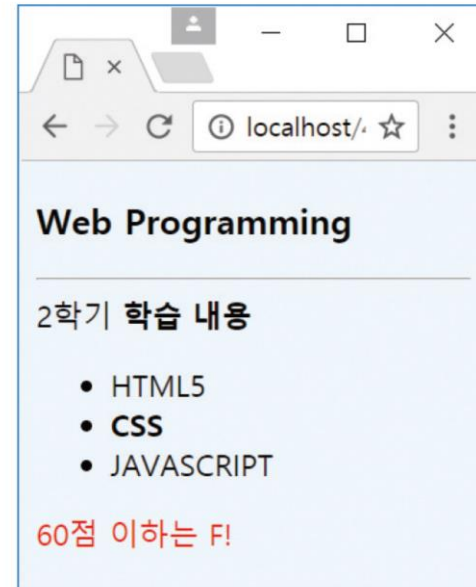 localhost/
Web Programming
2학기 학습 내용
• HTML5
• CSS
• JAVASCRIPT
60점 이하는 F!